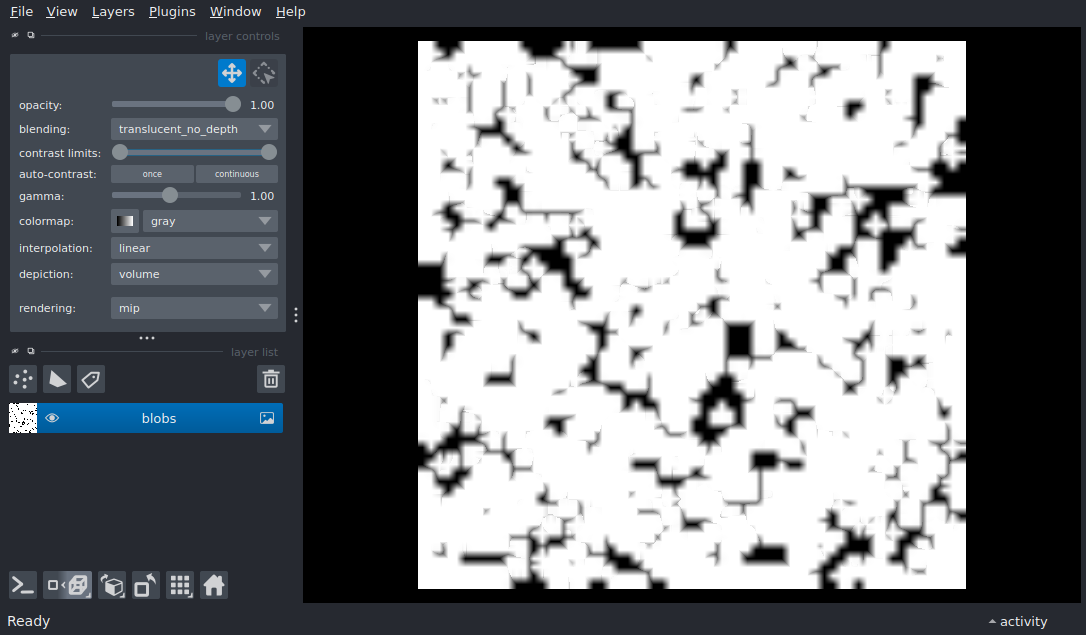 File View Layers Plugins Window Help
layer controls
opacity: 1.00
blending: translucent_no_depth
contrast limits:
auto-contrast: once continuous
gamma: 1.00
colormap: gray
interpolation: linear
depiction: volume
rendering: mip
layer list
blobs
Ready activity